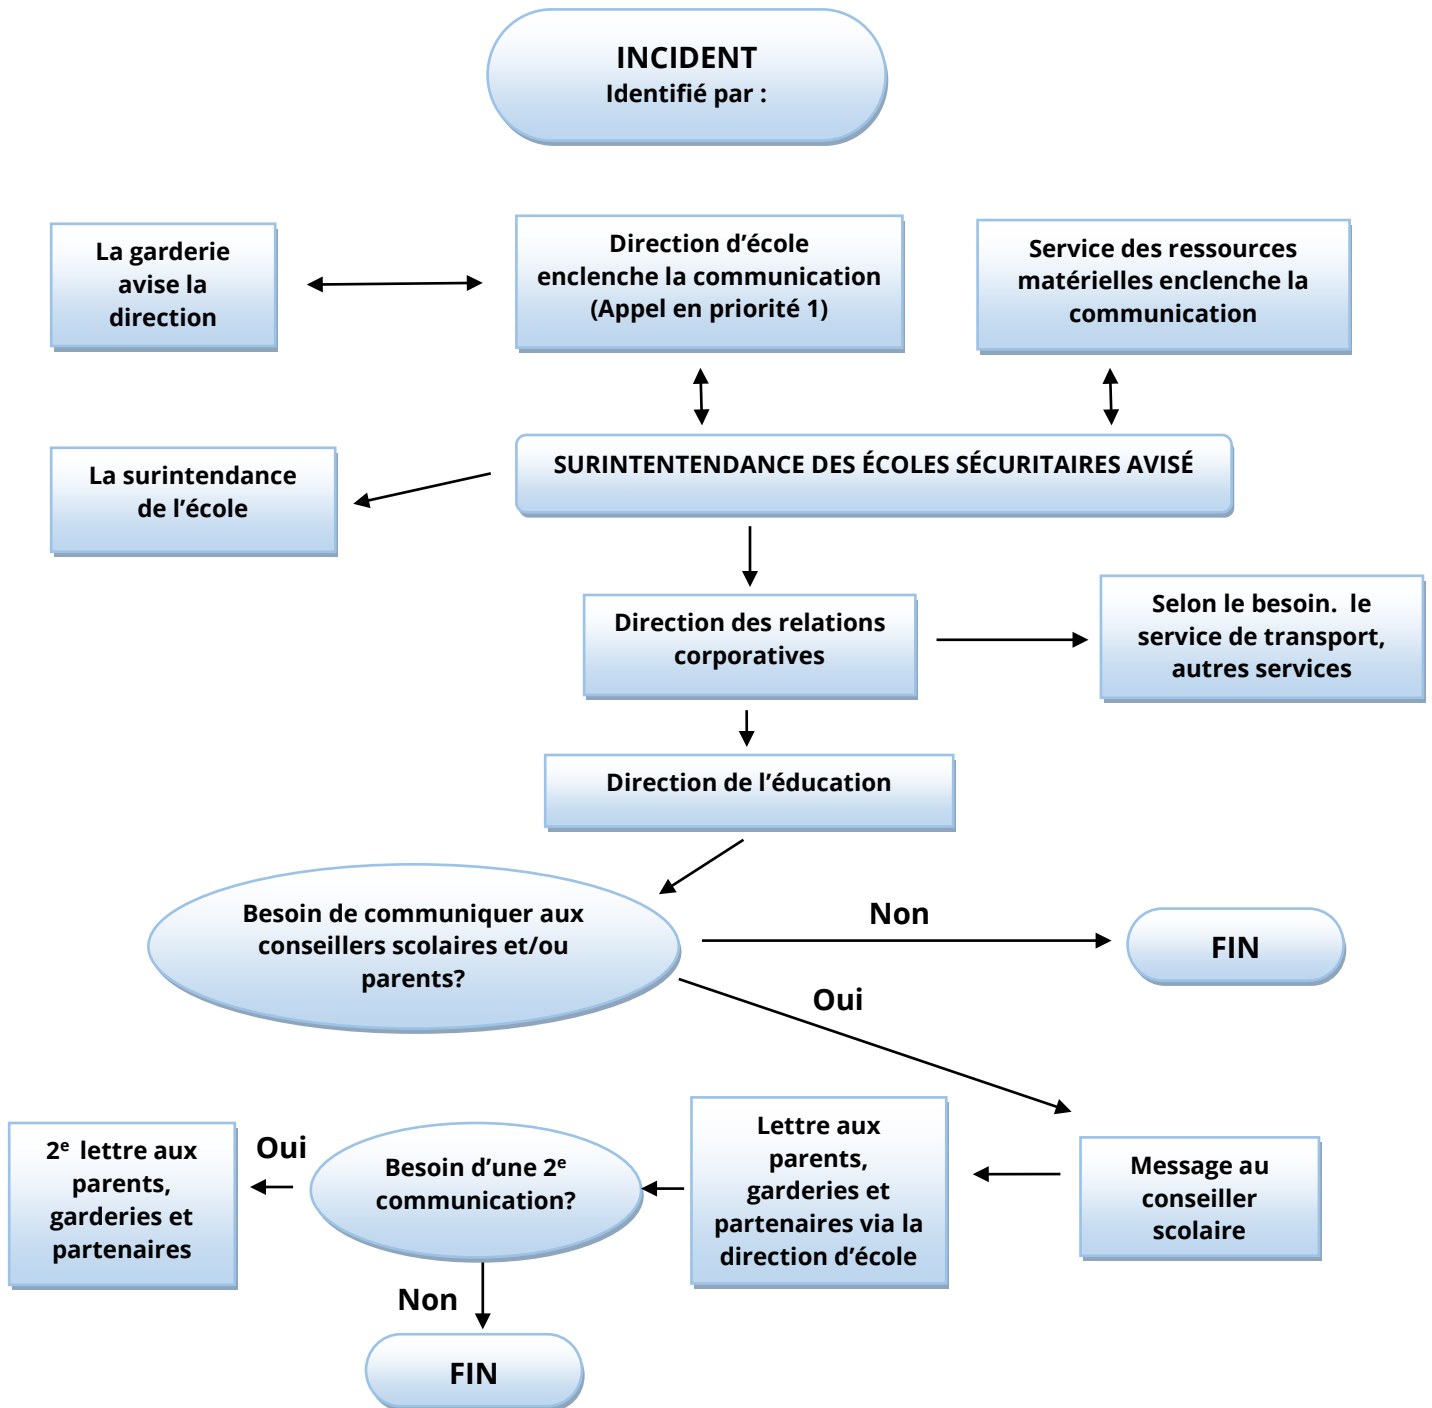 INCIDENT
Identifié par :
La garderie
avise la
direction
Direction d’école
enclenche la communication
(Appel en priorité 1)
Service des ressources
matérielles enclenche la
communication
SURINTENTENDANCE DES ÉCOLES SÉCURITAIRES AVISÉ
La surintendance
de l’école
Direction des relations
corporatives
Selon le besoin.  le
service de transport,
autres services
Direction de l’éducation
Besoin de communiquer aux
conseillers scolaires et/ou
parents?
Non
FIN
Oui
Message au
conseiller
scolaire
Lettre aux
parents,
garderies et
partenaires via la
direction d’école
Besoin d’une 2e
communication?
Oui
2e lettre aux
parents,
garderies et
partenaires
Non
FIN